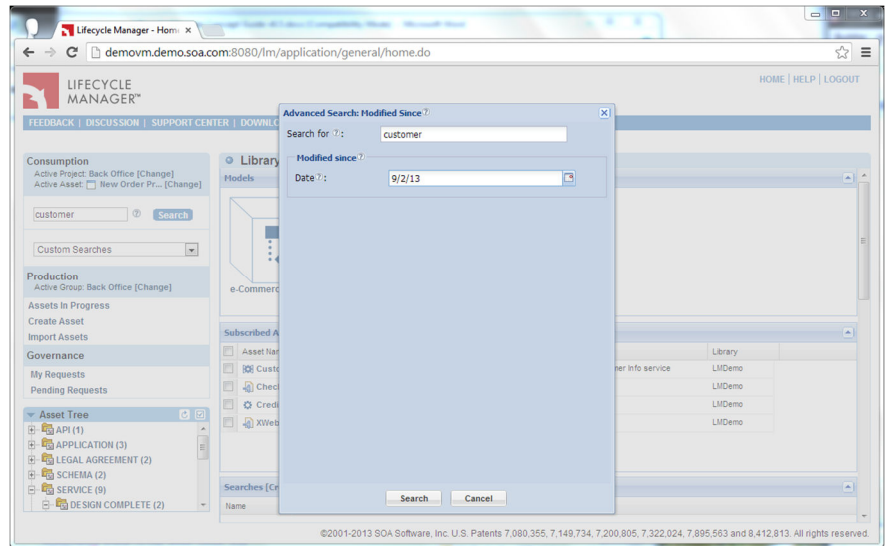 Lifecycle Manager - Home
demovm.demo.soa.com:8080/lm/application/general/home.do
LIFECYCLE
MANAGER™
HOME | HELP | LOGOUT
FEEDBACK | DISCUSSION | SUPPORT CENTER |
Advanced Search: Modified Since
Search for : customer
Modified since
Date : 9/2/13
Search Cancel
Consumption
Active Project: Back Office [Change]
Active Asset: New Order Pr... [Change]
customer Search
Custom Searches
Production
Active Group: Back Office [Change]
Assets In Progress
Create Asset
Import Assets
Governance
My Requests
Pending Requests
Asset Tree
API (1)
APPLICATION (3)
LEGAL AGREEMENT (2)
SCHEMA (2)
SERVICE (9)
DESIGN COMPLETE (2)
Library
Models
e-Commerc
Subscribed A
Asset Nam Library
Custo ner info service LMDemo
Chec LMDemo
Credi LMDemo
XWeb LMDemo
Searches [Cr
Name
©2001-2013 SOA Software, Inc. U.S. Patents 7,080,355, 7,149,734, 7,200,805, 7,322,024, 7,895,563 and 8,412,813. All rights reserved.